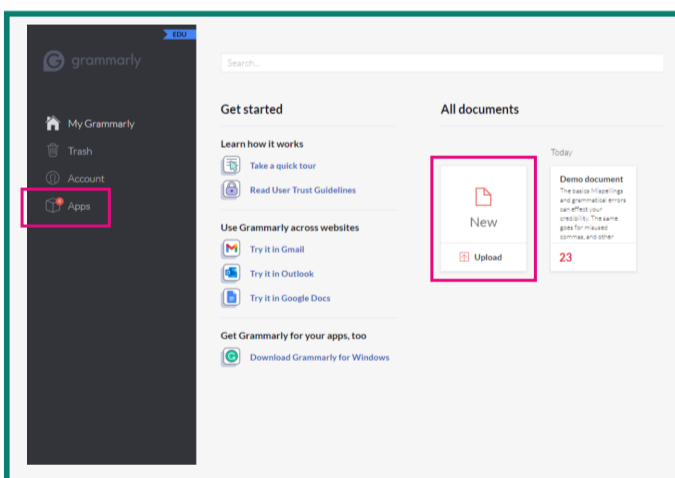 EDU
grammarly
My Grammarly
Trash
Account
Apps
Search...
Get started
Learn how it works
Take a quick tour
Read User Trust Guidelines
Use Grammarly across websites
Try it in Gmail
Try it in Outlook
Try it in Google Docs
Get Grammarly for your apps, too
Download Grammarly for Windows
All documents
New
Upload
Today
Demo document
The basics Mispellings
and grammatical errors
can effect your
credibility. The same
goes for misused
commas, and other
23